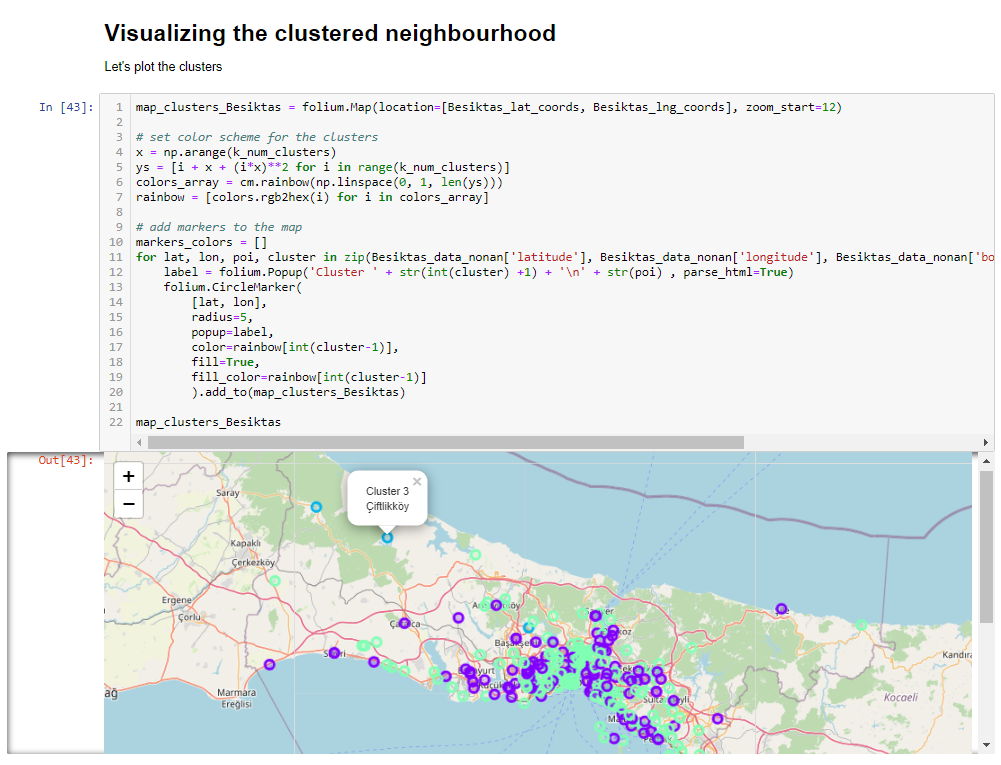 Visualizing the clustered neighbourhood
Let's plot the clusters
In [43]:
1 map_clusters_Besiktas = folium.Map(location=[Besiktas_lat_coords, Besiktas_lng_coords], zoom_start=12)
2
3 # set color scheme for the clusters
4 x = np.arange(k_num_clusters)
5 ys = [i + x + (i*x)**2 for i in range(k_num_clusters)]
6 colors_array = cm.rainbow(np.linspace(0, 1, len(ys)))
7 rainbow = [colors.rgb2hex(i) for i in colors_array]
8
9 # add markers to the map
10 markers_colors = []
11 for lat, lon, poi, cluster in zip(Besiktas_data_nonan['latitude'], Besiktas_data_nonan['longitude'], Besiktas_data_nonan['bo
12     label = folium.Popup('Cluster ' + str(int(cluster) +1) + '\n' + str(poi) , parse_html=True)
13     folium.CircleMarker(
14         [lat, lon],
15         radius=5,
16         popup=label,
17         color=rainbow[int(cluster-1)],
18         fill=True,
19         fill_color=rainbow[int(cluster-1)]
20         ).add_to(map_clusters_Besiktas)
21
22 map_clusters_Besiktas
Out[43]:
+
−
×
Cluster 3
Çiftlikköy
Saray
Kapaklı
Çerkezköy
Ergene
Çorlu
Marmara
Ereğlisi
Kandıra
Kocaeli